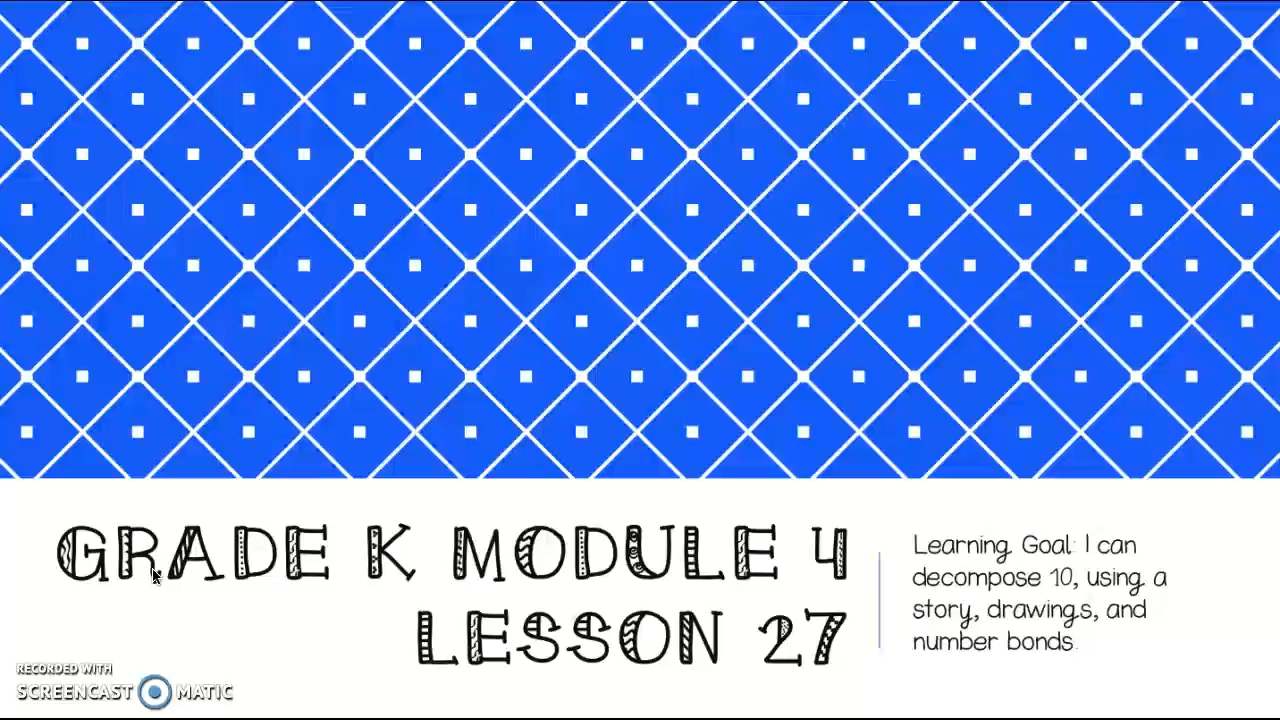 GRADE K MODULE 4
LESSON 27
Learning Goal: I can
decompose 10, using a
story, drawings, and
number bonds.
RECORDED WITH
SCREENCAST MATIC